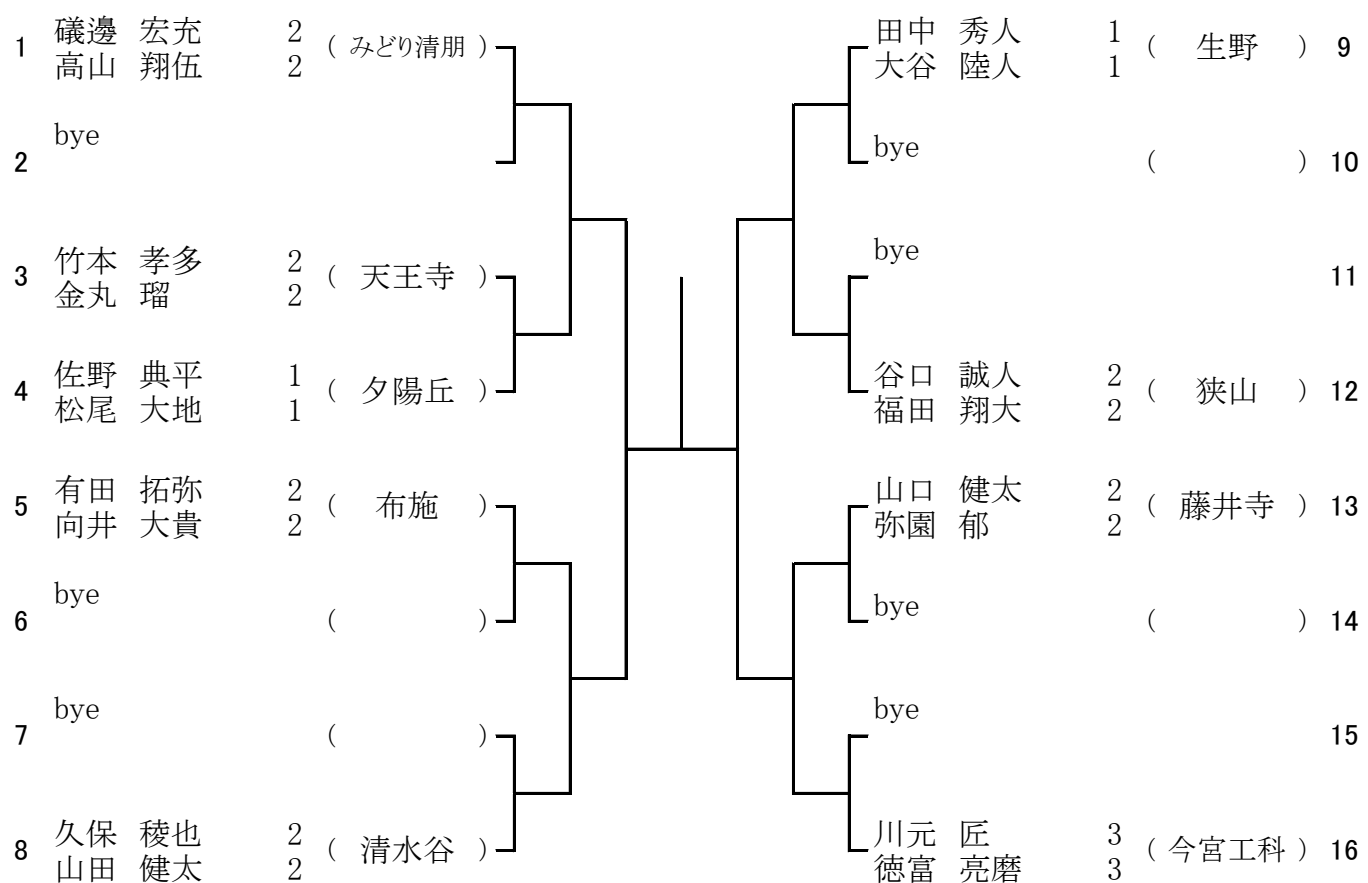 1 礒邊 宏充 2 ( みどり清朋 )
高山 翔伍 2
2 bye
3 竹本 孝多 2 ( 天王寺 )
金丸 瑠 2
4 佐野 典平 1 ( 夕陽丘 )
松尾 大地 1
5 有田 拓弥 2 ( 布施 )
向井 大貴 2
6 bye ( )
7 bye ( )
8 久保 稜也 2 ( 清水谷 )
山田 健太 2
田中 秀人 1 ( 生野 ) 9
大谷 陸人 1
bye ( ) 10
bye 11
谷口 誠人 2 ( 狭山 ) 12
福田 翔大 2
山口 健太 2 ( 藤井寺 ) 13
弥園 郁 2
bye ( ) 14
bye 15
川元 匠 3 ( 今宮工科 ) 16
徳富 亮磨 3